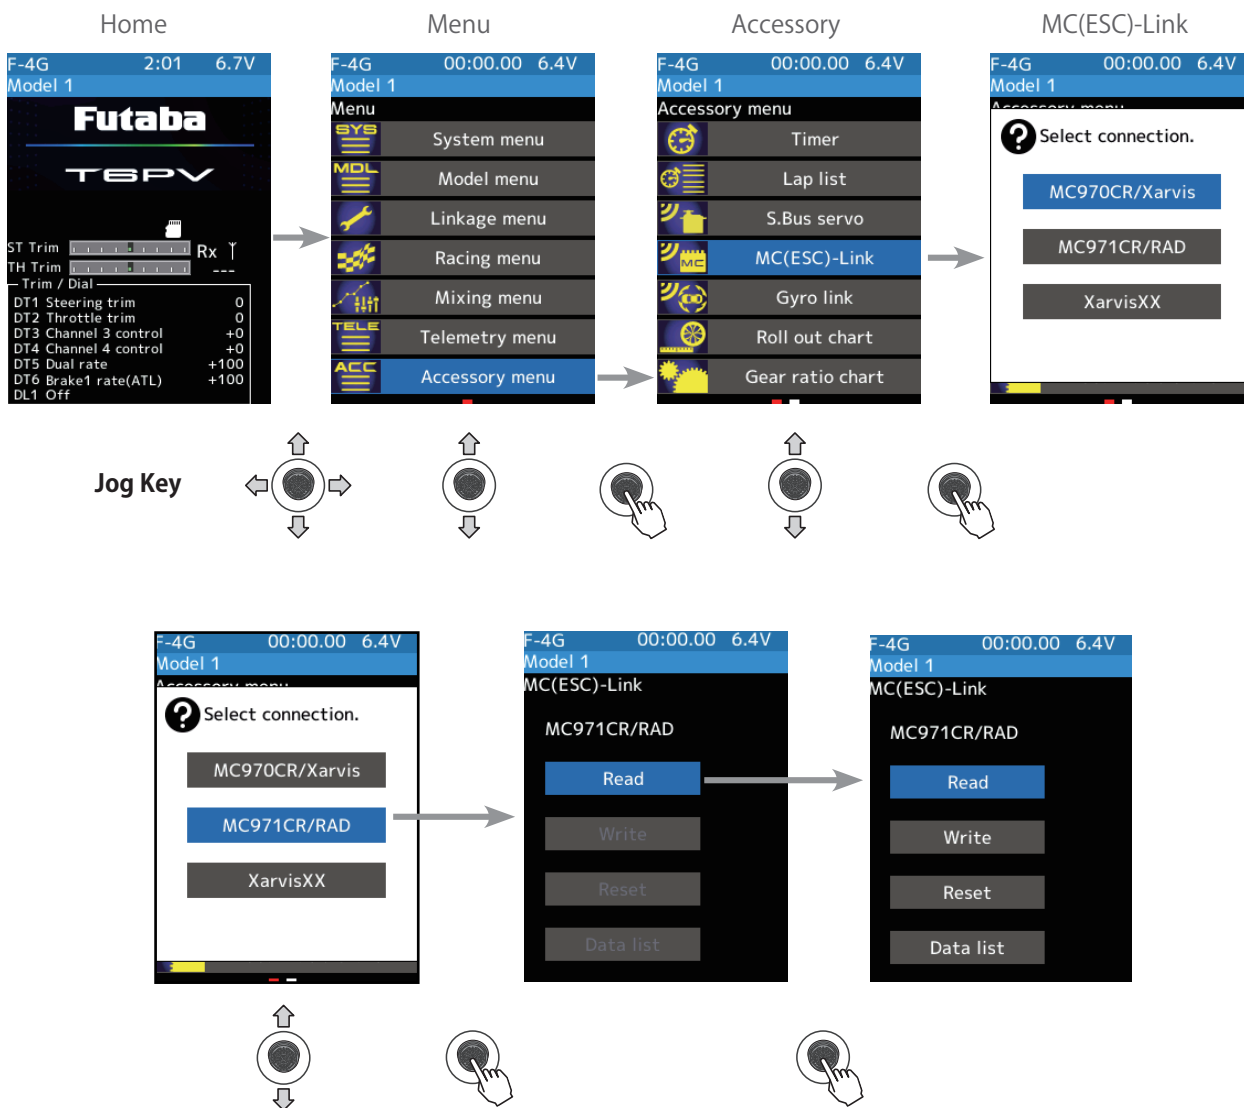 Home
Menu
Accessory
MC(ESC)-Link
F-4G 2:01 6.7V
Model 1
Futaba
T6PV
ST Trim
Rx
TH Trim
---
Trim / Dial
DT1 Steering trim 0
DT2 Throttle trim 0
DT3 Channel 3 control +0
DT4 Channel 4 control +0
DT5 Dual rate +100
DT6 Brake1 rate(ATL) +100
DL1 Off
F-4G 00:00.00 6.4V
Model 1
Menu
SYS System menu
MDL Model menu
Linkage menu
Racing menu
Mixing menu
TELE Telemetry menu
ACC Accessory menu
F-4G 00:00.00 6.4V
Model 1
Accessory menu
Timer
Lap list
S.Bus servo
MC MC(ESC)-Link
Gyro link
Roll out chart
Gear ratio chart
F-4G 00:00.00 6.4V
Model 1
Accessory menu
? Select connection.
MC970CR/Xarvis
MC971CR/RAD
XarvisXX
Jog Key
F-4G 00:00.00 6.4V
Model 1
Accessory menu
? Select connection.
MC970CR/Xarvis
MC971CR/RAD
XarvisXX
F-4G 00:00.00 6.4V
Model 1
MC(ESC)-Link
MC971CR/RAD
Read
Write
Reset
Data list
F-4G 00:00.00 6.4V
Model 1
MC(ESC)-Link
MC971CR/RAD
Read
Write
Reset
Data list